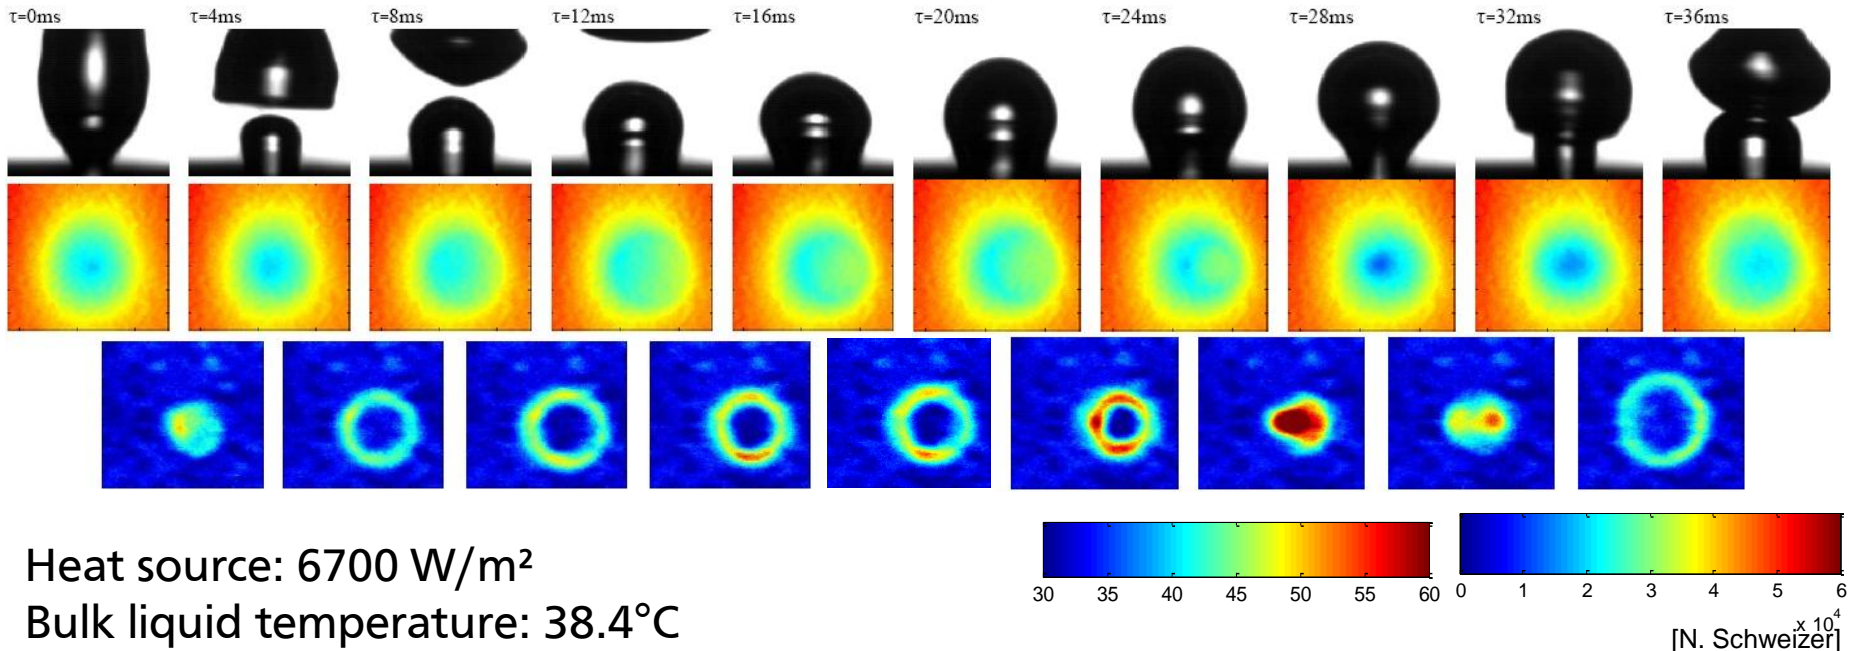 τ=0ms τ=4ms τ=8ms τ=12ms τ=16ms τ=20ms τ=24ms τ=28ms τ=32ms τ=36ms
Heat source: 6700 W/m²
Bulk liquid temperature: 38.4°C
30 35 40 45 50 55 60
0 1 2 3 4 5 6
x 10⁴
[N. Schweizer]